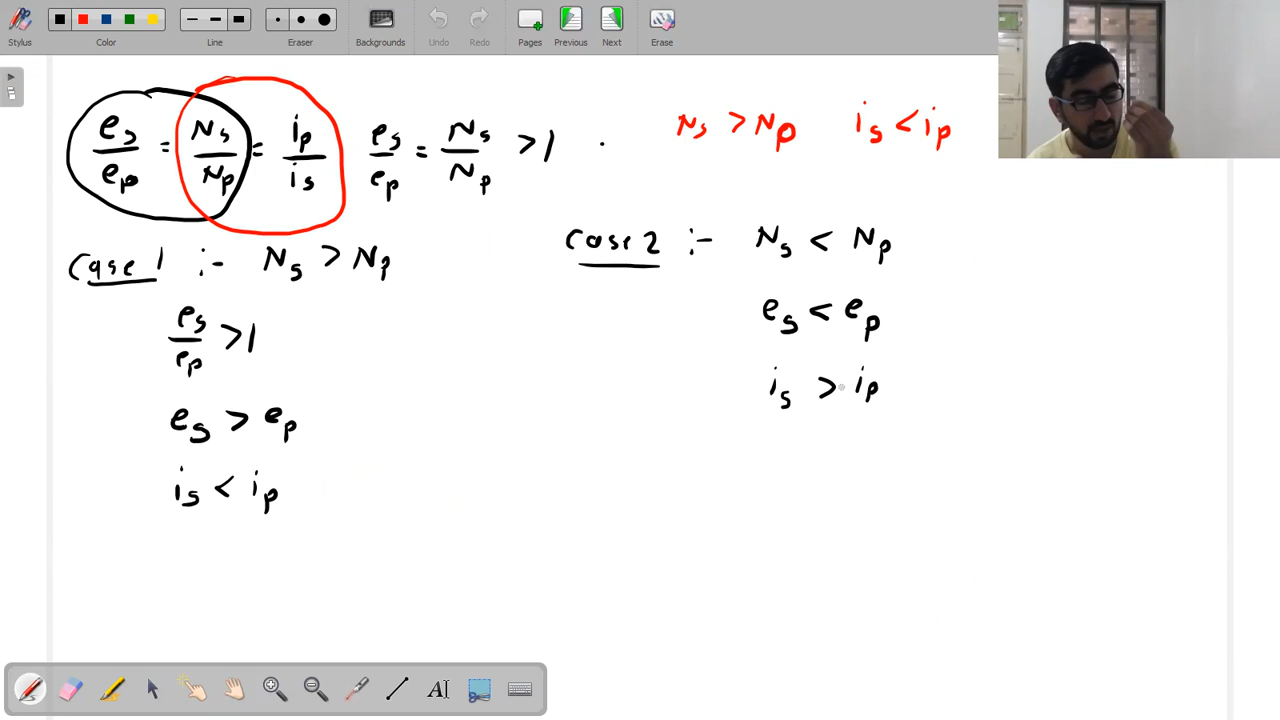 Stylus Color Line Eraser Backgrounds Undo Redo Pages Previous Next Erase
es/ep = Ns/Np = ip/is es/ep = Ns/Np > 1 . Ns > Np is < ip
Case 1 :- Ns > Np
es/ep > 1
es > ep
is < ip
Case 2 :- Ns < Np
es < ep
is > ip